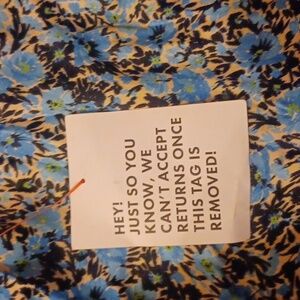 HEY!
JUST SO YOU
KNOW, WE
CAN'T ACCEPT
RETURNS ONCE
THIS TAG IS
REMOVED!